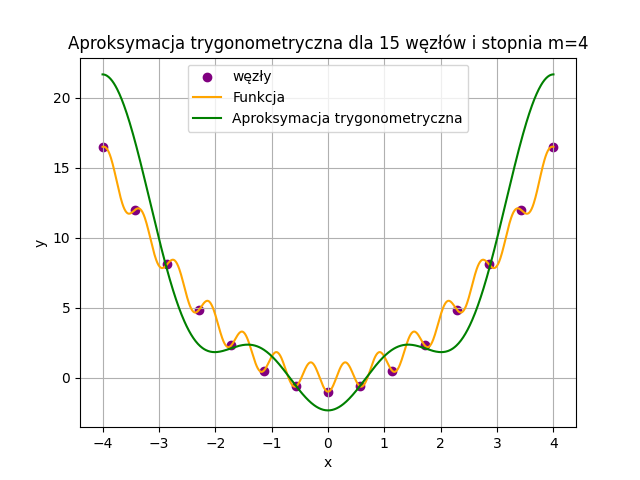 Aproksymacja trygonometryczna dla 15 węzłów i stopnia m=4
węzły
Funkcja
Aproksymacja trygonometryczna
y
20
15
10
5
0
−4
−3
−2
−1
0
1
2
3
4
x